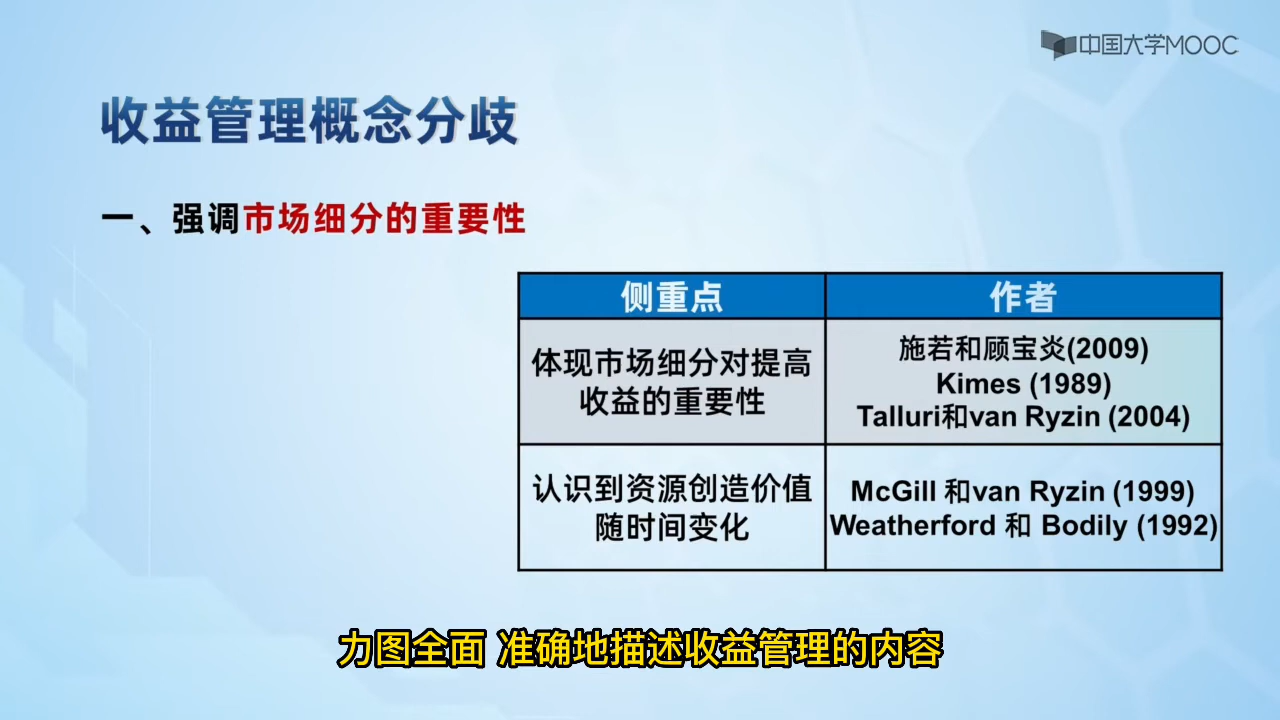 中国大学MOOC
收益管理概念分歧
一、强调市场细分的重要性
侧重点
作者
体现市场细分对提高
收益的重要性
施若和顾宝炎(2009)
Kimes (1989)
Talluri和van Ryzin (2004)
认识到资源创造价值
随时间变化
McGill 和van Ryzin (1999)
Weatherford 和 Bodily (1992)
力图全面 准确地描述收益管理的内容